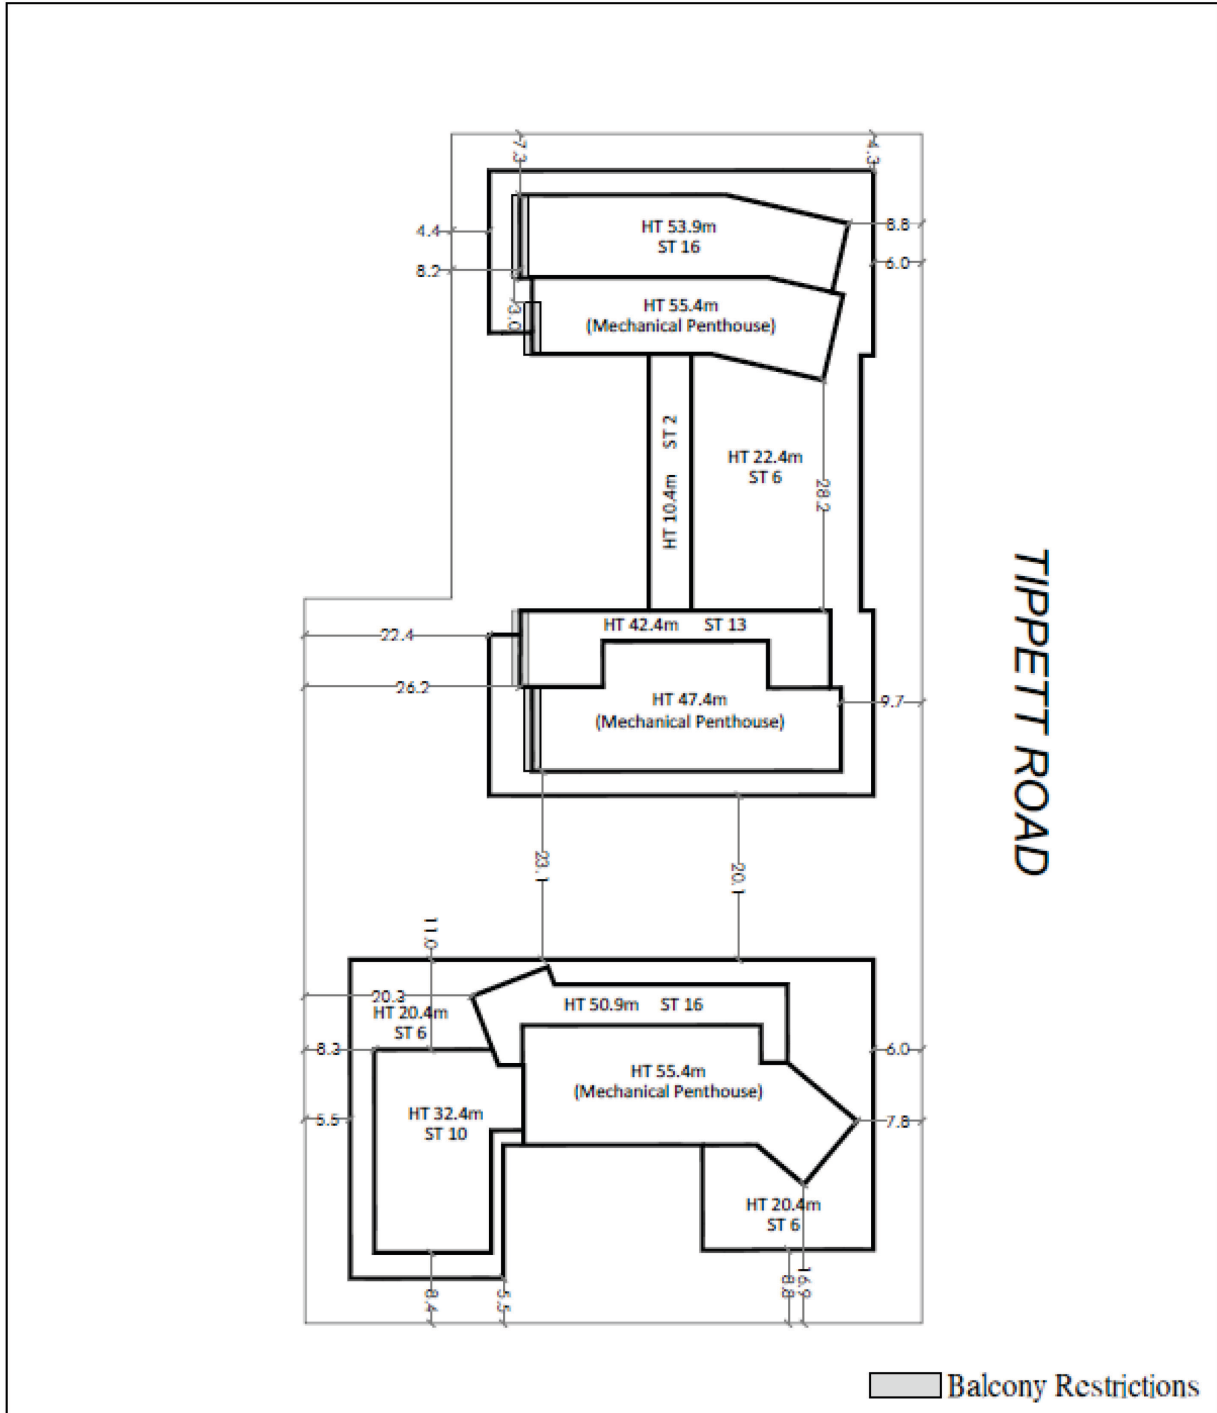 7.3
4.3
HT 53.9m
ST 16
8.8
4.4
6.0
8.2
HT 55.4m
(Mechanical Penthouse)
3.0
HT 10.4m ST 2
HT 22.4m
ST 6
28.2
TIPPETT ROAD
HT 42.4m ST 13
22.4
26.2
HT 47.4m
(Mechanical Penthouse)
9.7
23.1
20.1
11.0
20.3
HT 20.4m
ST 6
HT 50.9m ST 16
8.3
6.0
HT 55.4m
(Mechanical Penthouse)
HT 32.4m
ST 10
5.5
7.8
HT 20.4m
ST 6
8.4
5.5
8.8
16.9
Balcony Restrictions